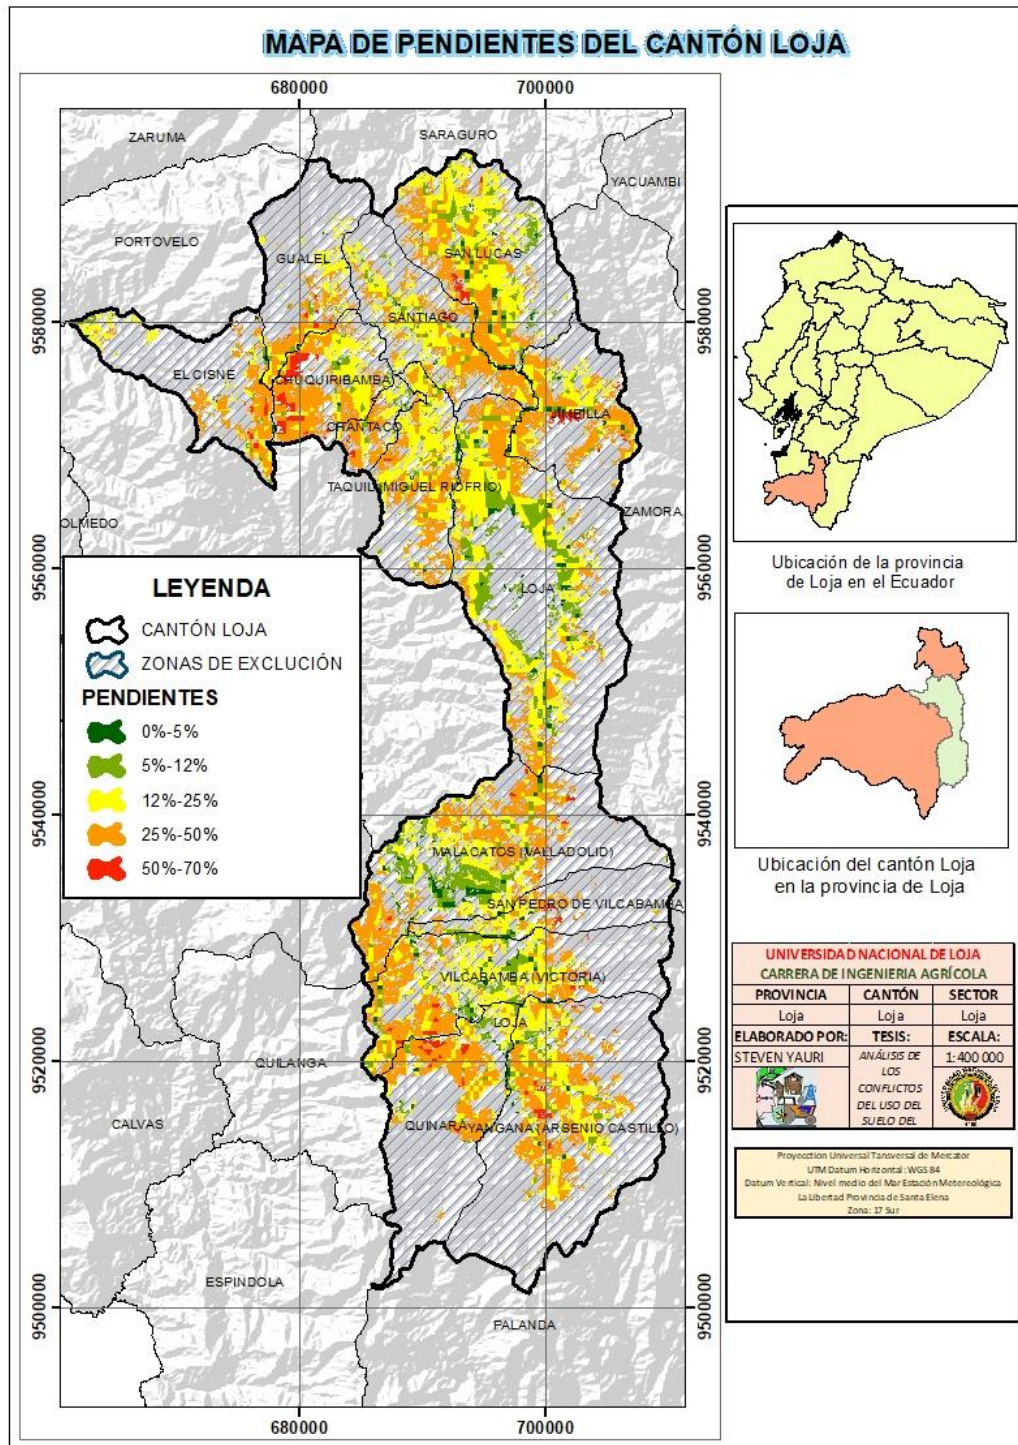 MAPA DE PENDIENTES DEL CANTÓN LOJA
680000
700000
ZARUMA
SARAGURO
YACUAMBI
PORTOVELO
GUALEL
SAN LUCAS
9580000
9580000
SANTIAGO
EL CISNE
CHUQUIRIBAMBA
JIMBILLA
CHANTACO
TAQUIL (MIGUEL RIOFRIO)
OLMEDO
ZAMORA
9560000
9560000
LOJA
LEYENDA
CANTÓN LOJA
ZONAS DE EXCLUCIÓN
PENDIENTES
0%-5%
5%-12%
12%-25%
25%-50%
50%-70%
9540000
9540000
MALACATOS (VALLADOLID)
SAN PEDRO DE VILCABAMBA
VILCABAMBA (VICTORIA)
LOJA
9520000
9520000
QUILANGA
CALVAS
QUINARA
YANGANA (ARSENIO CASTILLO)
ESPINDOLA
9500000
9500000
PALANDA
680000
700000
Ubicación de la provincia
de Loja en el Ecuador
Ubicación del cantón Loja
en la provincia de Loja
UNIVERSIDAD NACIONAL DE LOJA
CARRERA DE INGENIERIA AGRÍCOLA
PROVINCIA CANTÓN SECTOR
Loja Loja Loja
ELABORADO POR: TESIS: ESCALA:
STEVEN YAURI ANÁLISIS DE 1:400 000
LOS
CONFLICTOS
DEL USO DEL
SUELO DEL
Proyecction Universal Tansversal de Mercator
UTM Datum Horizontal: WGS 84
Datum Vertical: Nivel medio del Mar Estación Metereológica
La Libertad Provincia de Santa Elena
Zona: 17 Sur